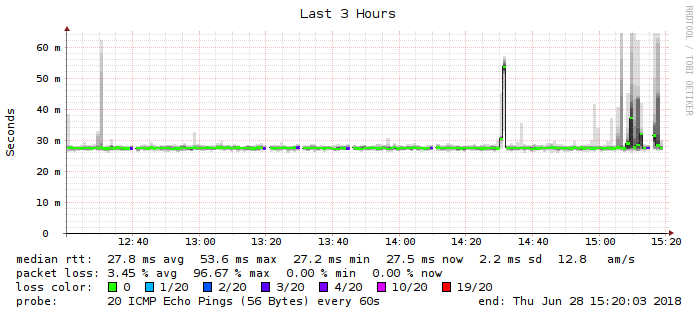 Last 3 Hours
RRDTOOL / TOBI OETIKER
Seconds
60 m
50 m
40 m
30 m
20 m
10 m
0
12:40 13:00 13:20 13:40 14:00 14:20 14:40 15:00 15:20
median rtt: 27.8 ms avg 53.6 ms max 27.2 ms min 27.5 ms now 2.2 ms sd 12.8 am/s
packet loss: 3.45 % avg 96.67 % max 0.00 % min 0.00 % now
loss color: 0 1/20 2/20 3/20 4/20 10/20 19/20
probe: 20 ICMP Echo Pings (56 Bytes) every 60s end: Thu Jun 28 15:20:03 2018